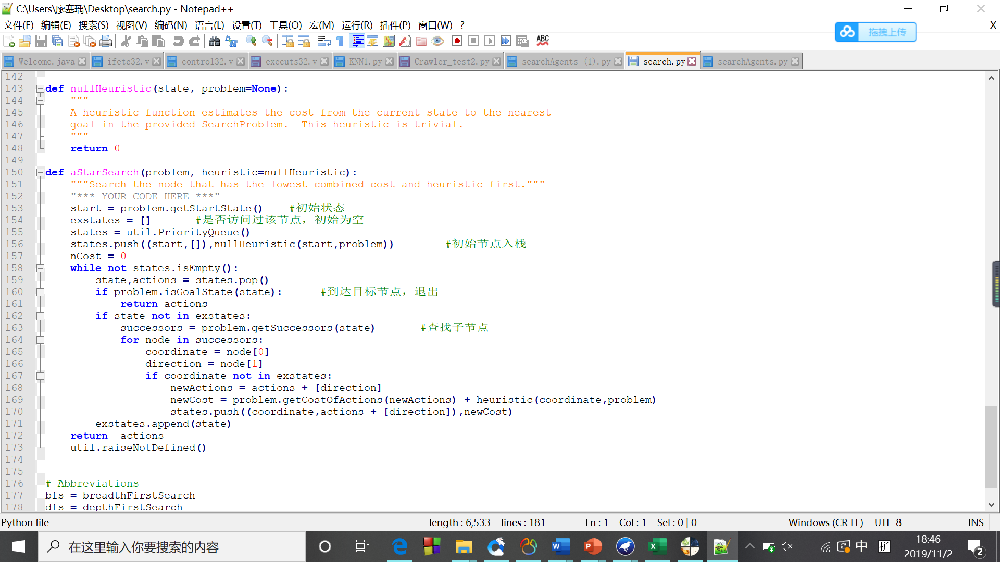 C:\Users\廖塞瑀\Desktop\search.py - Notepad++
文件(F) 编辑(E) 搜索(S) 视图(V) 编码(N) 语言(L) 设置(T) 工具(O) 宏(M) 运行(R) 插件(P) 窗口(W) ?
X
拖拽上传
ABC
Welcome.java ifetc32.v control32.v executs32.v KNN1.py Crawler_test2.py searchAgents (1).py search.py searchAgents.py
142
143 def nullHeuristic(state, problem=None):
144 """
145 A heuristic function estimates the cost from the current state to the nearest
146 goal in the provided SearchProblem.  This heuristic is trivial.
147 """
148 return 0
149
150 def aStarSearch(problem, heuristic=nullHeuristic):
151 """Search the node that has the lowest combined cost and heuristic first."""
152 "*** YOUR CODE HERE ***"
153 start = problem.getStartState() #初始状态
154 exstates = [] #是否访问过该节点，初始为空
155 states = util.PriorityQueue()
156 states.push((start,[]),nullHeuristic(start,problem)) #初始节点入栈
157 nCost = 0
158 while not states.isEmpty():
159 state,actions = states.pop()
160 if problem.isGoalState(state): #到达目标节点，退出
161 return actions
162 if state not in exstates:
163 successors = problem.getSuccessors(state) #查找子节点
164 for node in successors:
165 coordinate = node[0]
166 direction = node[1]
167 if coordinate not in exstates:
168 newActions = actions + [direction]
169 newCost = problem.getCostOfActions(newActions) + heuristic(coordinate,problem)
170 states.push((coordinate,actions + [direction]),newCost)
171 exstates.append(state)
172 return  actions
173 util.raiseNotDefined()
174
175
176 # Abbreviations
177 bfs = breadthFirstSearch
178 dfs = depthFirstSearch
Python file length : 6,533 lines : 181 Ln : 1 Col : 1 Sel : 0 | 0 Windows (CR LF) UTF-8 INS
在这里输入你要搜索的内容
中 拼
18:46
2019/11/2
2